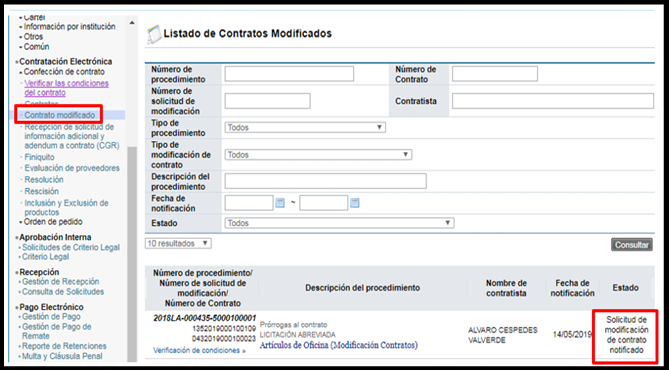 Cartel
Información por institución
Otros
Común
Contratación Electrónica
Confección de contrato
Verificar las condiciones
del contrato
Contratos
Contrato modificado
Recepción de solicitud de
información adicional y
adendum a contrato (CGR)
Finiquito
Evaluación de proveedores
Resolución
Rescisión
Inclusión y Exclusión de
productos
Orden de pedido
Aprobación Interna
Solicitudes de Criterio Legal
Criterio Legal
Recepción
Gestión de Recepción
Consulta de Solicitudes
Pago Electrónico
Gestión de Pago
Gestión de Pago de
Remate
Reporte de Retenciones
Multa y Cláusula Penal
Listado de Contratos Modificados
Número de
procedimiento
Número de
Contrato
Número de
solicitud de
modificación
Contratista
Tipo de
procedimiento
Todos
Tipo de
modificación de
contrato
Todos
Descripción del
procedimiento
Fecha de
notificación
~
Estado
Todos
10 resultados
Consultar
Número de procedimiento/
Número de solicitud de
modificación/
Número de Contrato
Descripción del procedimiento
Nombre de
contratista
Fecha de
notificación
Estado
2018LA-000435-5000100001
1352019000100109
0432019000100108
Verificación de condiciones »
Prórrogas al contrato
LICITACIÓN ABREVIADA
Artículos de Oficina (Modificación Contratos)
ALVARO CESPEDES
VALVERDE
14/05/2019
Solicitud de
modificación
de contrato
notificado